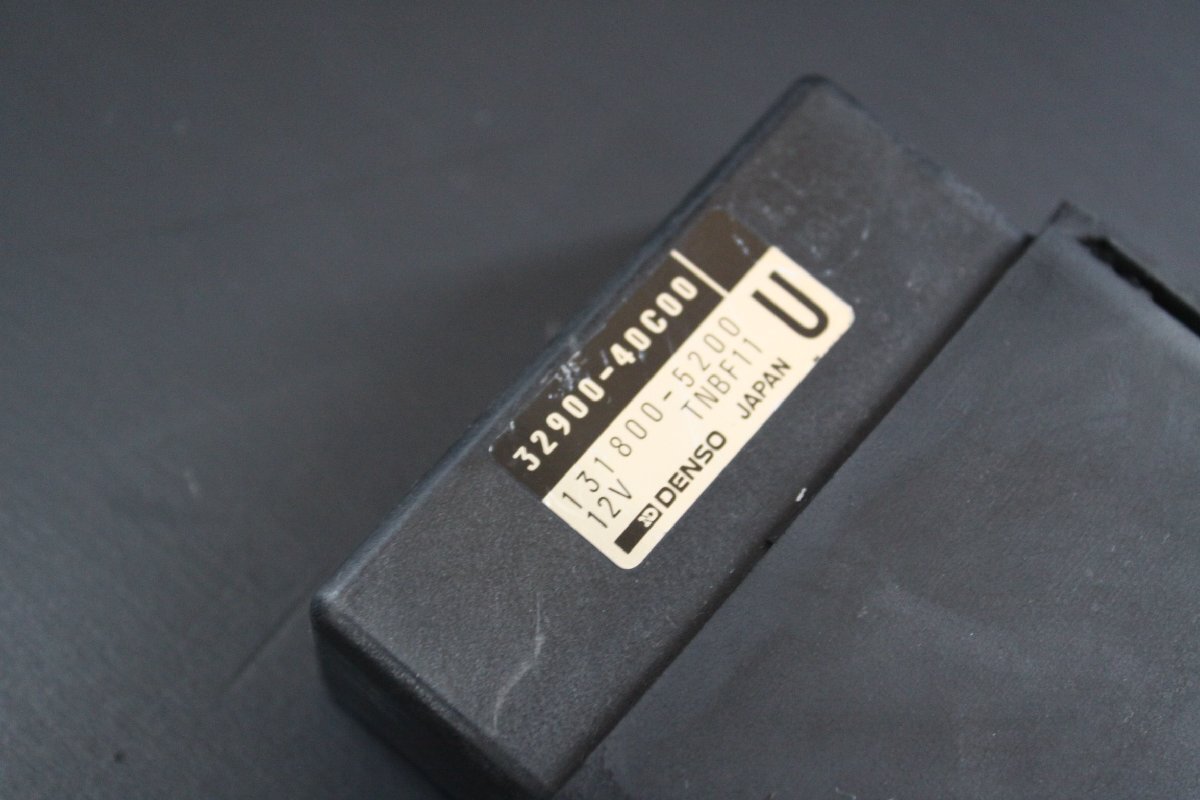 32900-40C00
U
131800-5200
12V TNBF11
DENSO JAPAN